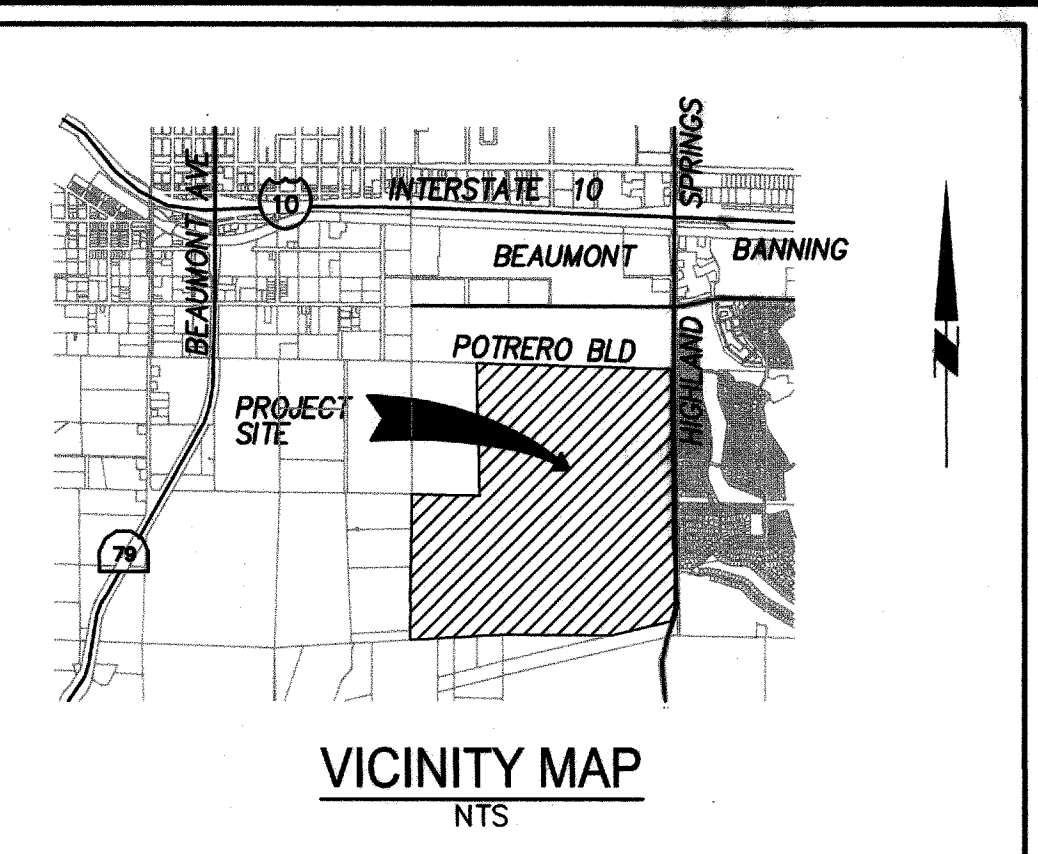 BEAUMONT AVE
10
INTERSTATE 10
HIGHLAND SPRINGS
BEAUMONT
BANNING
POTRERO BLD
PROJECT
SITE
79
N
VICINITY MAP
NTS